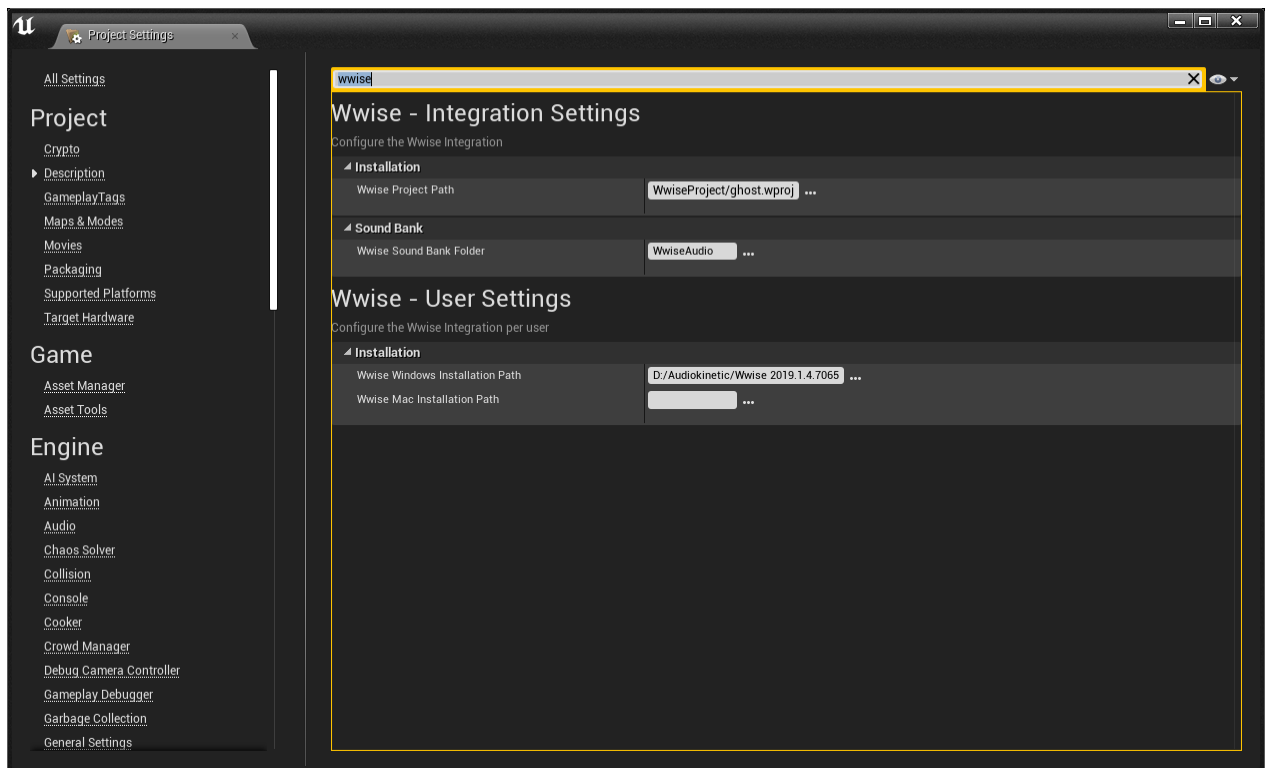 Project Settings
All Settings
Project
Crypto
Description
GameplayTags
Maps & Modes
Movies
Packaging
Supported Platforms
Target Hardware
Game
Asset Manager
Asset Tools
Engine
AI System
Animation
Audio
Chaos Solver
Collision
Console
Cooker
Crowd Manager
Debug Camera Controller
Gameplay Debugger
Garbage Collection
General Settings
wwise
Wwise - Integration Settings
Configure the Wwise Integration
Installation
Wwise Project Path WwiseProject/ghost.wproj ...
Sound Bank
Wwise Sound Bank Folder WwiseAudio ...
Wwise - User Settings
Configure the Wwise Integration per user
Installation
Wwise Windows Installation Path D:/Audiokinetic/Wwise 2019.1.4.7065 ...
Wwise Mac Installation Path ...